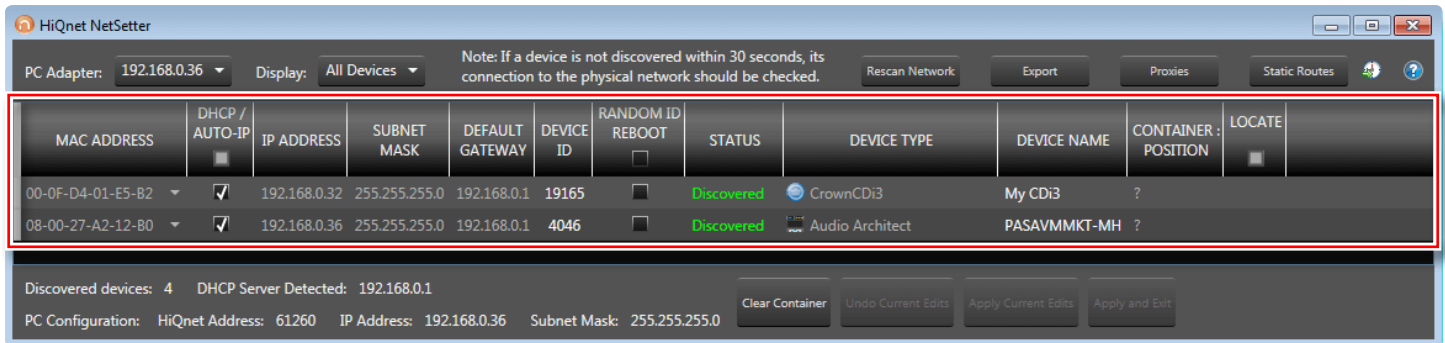 HiQnet NetSetter
PC Adapter: 192.168.0.36 Display: All Devices Note: If a device is not discovered within 30 seconds, its connection to the physical network should be checked. Rescan Network Export Proxies Static Routes ?
MAC ADDRESS DHCP / AUTO-IP IP ADDRESS SUBNET MASK DEFAULT GATEWAY DEVICE ID RANDOM ID REBOOT STATUS DEVICE TYPE DEVICE NAME CONTAINER : POSITION LOCATE
00-0F-D4-01-E5-B2 192.168.0.32 255.255.255.0 192.168.0.1 19165 Discovered CrownCDi3 My CDi3 ?
08-00-27-A2-12-B0 192.168.0.36 255.255.255.0 192.168.0.1 4046 Discovered Audio Architect PASAVMMKT-MH ?
Discovered devices: 4 DHCP Server Detected: 192.168.0.1
Clear Container Undo Current Edits Apply Current Edits Apply and Exit
PC Configuration: HiQnet Address: 61260 IP Address: 192.168.0.36 Subnet Mask: 255.255.255.0